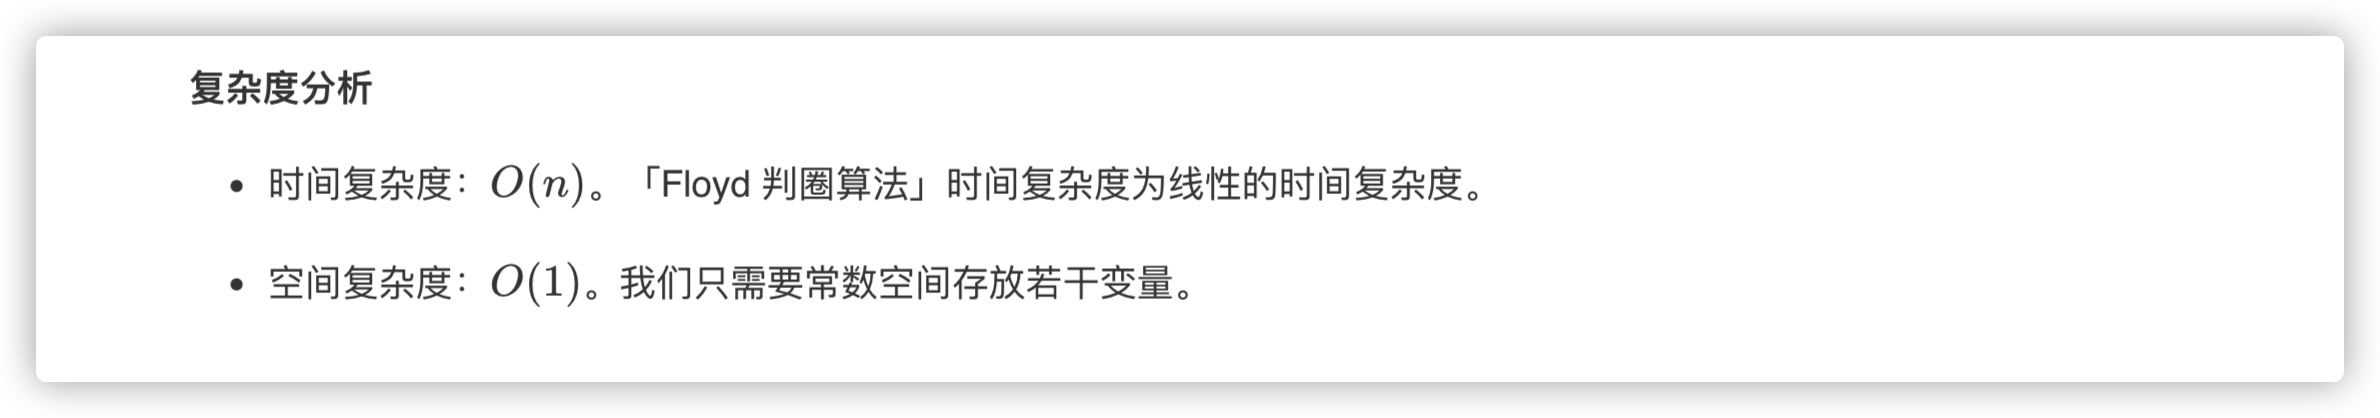 复杂度分析
• 时间复杂度：O(n)。「Floyd 判圈算法」时间复杂度为线性的时间复杂度。
• 空间复杂度：O(1)。我们只需要常数空间存放若干变量。